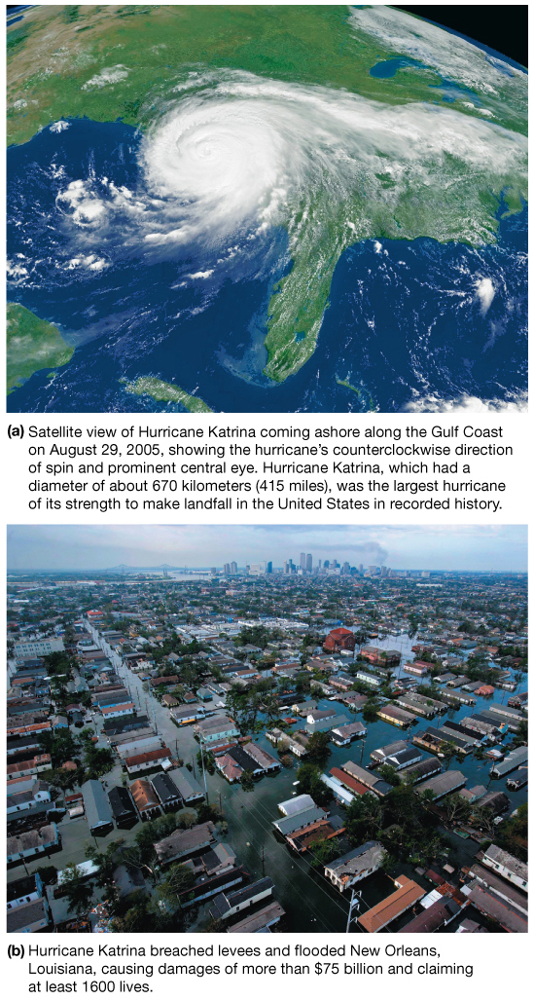 (a) Satellite view of Hurricane Katrina coming ashore along the Gulf Coast
on August 29, 2005, showing the hurricane's counterclockwise direction
of spin and prominent central eye. Hurricane Katrina, which had a
diameter of about 670 kilometers (415 miles), was the largest hurricane
of its strength to make landfall in the United States in recorded history.
(b) Hurricane Katrina breached levees and flooded New Orleans,
Louisiana, causing damages of more than $75 billion and claiming
at least 1600 lives.